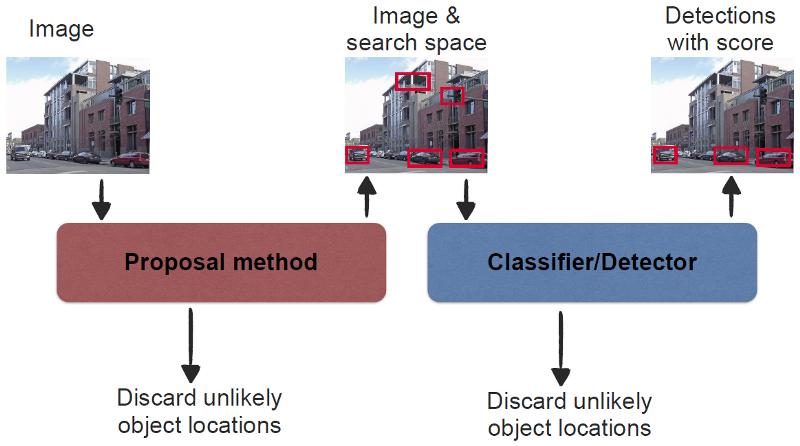 Image
Image &
search space
Detections
with score
Proposal method
Classifier/Detector
Discard unlikely
object locations
Discard unlikely
object locations